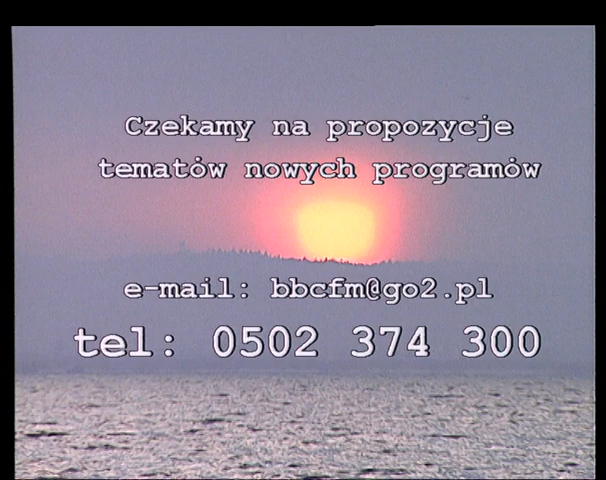 Czekamy na propozycje
tematów nowych programów
e-mail: bbcfm@go2.pl
tel: 0502 374 300